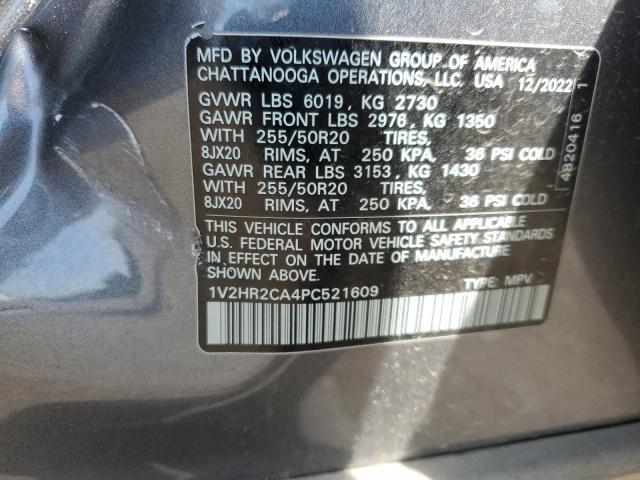 MFD BY VOLKSWAGEN GROUP OF AMERICA
CHATTANOOGA OPERATIONS, LLC. USA 12/2022
GVWR LBS 6019, KG 2730
GAWR FRONT LBS 2976, KG 1350
WITH 255/50R20 TIRES,
8JX20 RIMS, AT 250 KPA, 36 PSI COLD
GAWR REAR LBS 3153, KG 1430
WITH 255/50R20 TIRES,
8JX20 RIMS, AT 250 KPA, 36 PSI COLD
THIS VEHICLE CONFORMS TO ALL APPLICABLE
U.S. FEDERAL MOTOR VEHICLE SAFETY STANDARDS
IN EFFECT ON THE DATE OF MANUFACTURE
SHOWN ABOVE.
1V2HR2CA4PC521609 TYPE: MPV
4820416 1